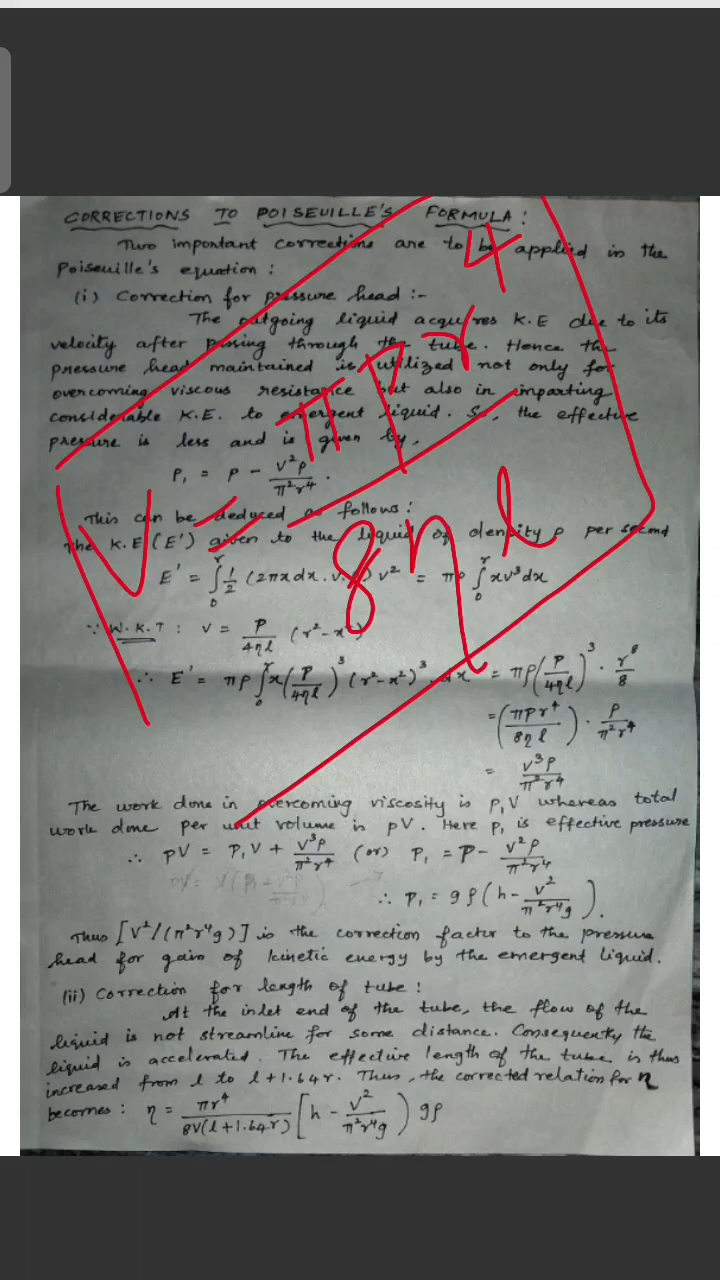 CORRECTIONS TO POISEUILLE'S FORMULA:
Two important corrections are to be applied in the
Poiseuille's equation:
(i) Correction for pressure head :-
The outgoing liquid acquires K.E due to its
velocity after passing through the tube. Hence the
pressure head maintained is utilized not only for
overcoming viscous resistance but also in imparting
considerable K.E. to emergent liquid. So, the effective
pressure is less and is given by,
P₁ = P - V²ρ/π²r⁴.
This can be deduced as follows:
The K.E(E') given to the liquid of density ρ per second
E' = ∫₀ʳ ½ (2πxdx. v. ) v² = πρ ∫₀ʳ xv³dx
∵ W.K.T : v = P/4ηl (r² - x²)
∴ E' = πρ ∫₀ʳ x(P/4ηl)³ (r² - x²)³ . dx = πρ(P/4ηl)³ . r⁸/8
= (πPr⁴/8ηl) . ρ/π²r⁴
= V³ρ/π²r⁴
The work done in overcoming viscosity is P₁V whereas total
work done per unit volume is pV. Here P₁ is effective pressure
∴ pV = P₁V + V³ρ/π²r⁴ (or) P₁ = P - V²ρ/π²r⁴
∴ P₁ = gρ(h - V²/π²r⁴g).
Thus [V²/(π²r⁴g)] is the correction factor to the pressure
head for gain of kinetic energy by the emergent liquid.
(ii) Correction for length of tube :
At the inlet end of the tube, the flow of the
liquid is not streamline for some distance. Consequently the
liquid is accelerated. The effective length of the tube is thus
increased from l to l+1.64r. Thus, the corrected relation for η
becomes: η = πr⁴/8V(l+1.64r) [h - V²/π²r⁴g) gρ
V = πPr⁴/8ηl